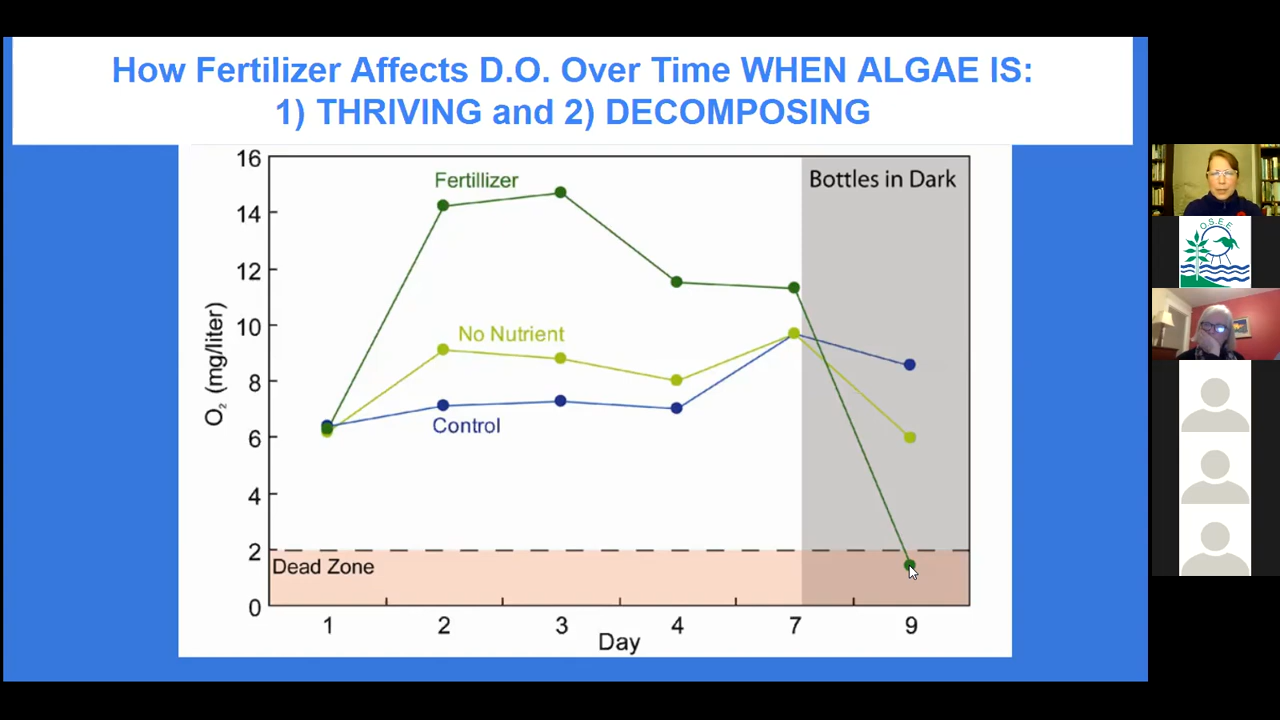 How Fertilizer Affects D.O. Over Time WHEN ALGAE IS:
1) THRIVING and 2) DECOMPOSING
16
14
12
10
8
6
4
2
0
O₂ (mg/liter)
Fertillizer
No Nutrient
Control
Bottles in Dark
Dead Zone
1 2 3 4 7 9
Day
O.S.E.E